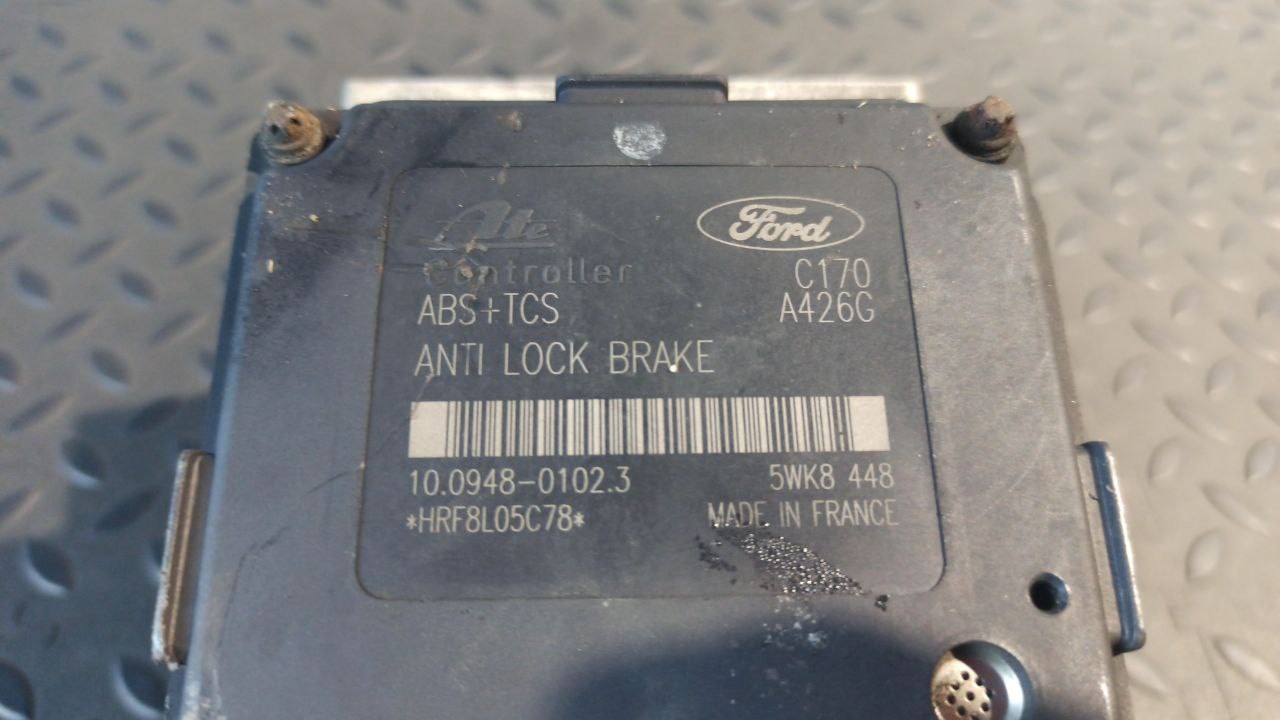 Ate
Ford
Controller
C170
ABS+TCS
A426G
ANTI LOCK BRAKE
10.0948-0102.3
5WK8 448
*HRF8L05C78*
MADE IN FRANCE